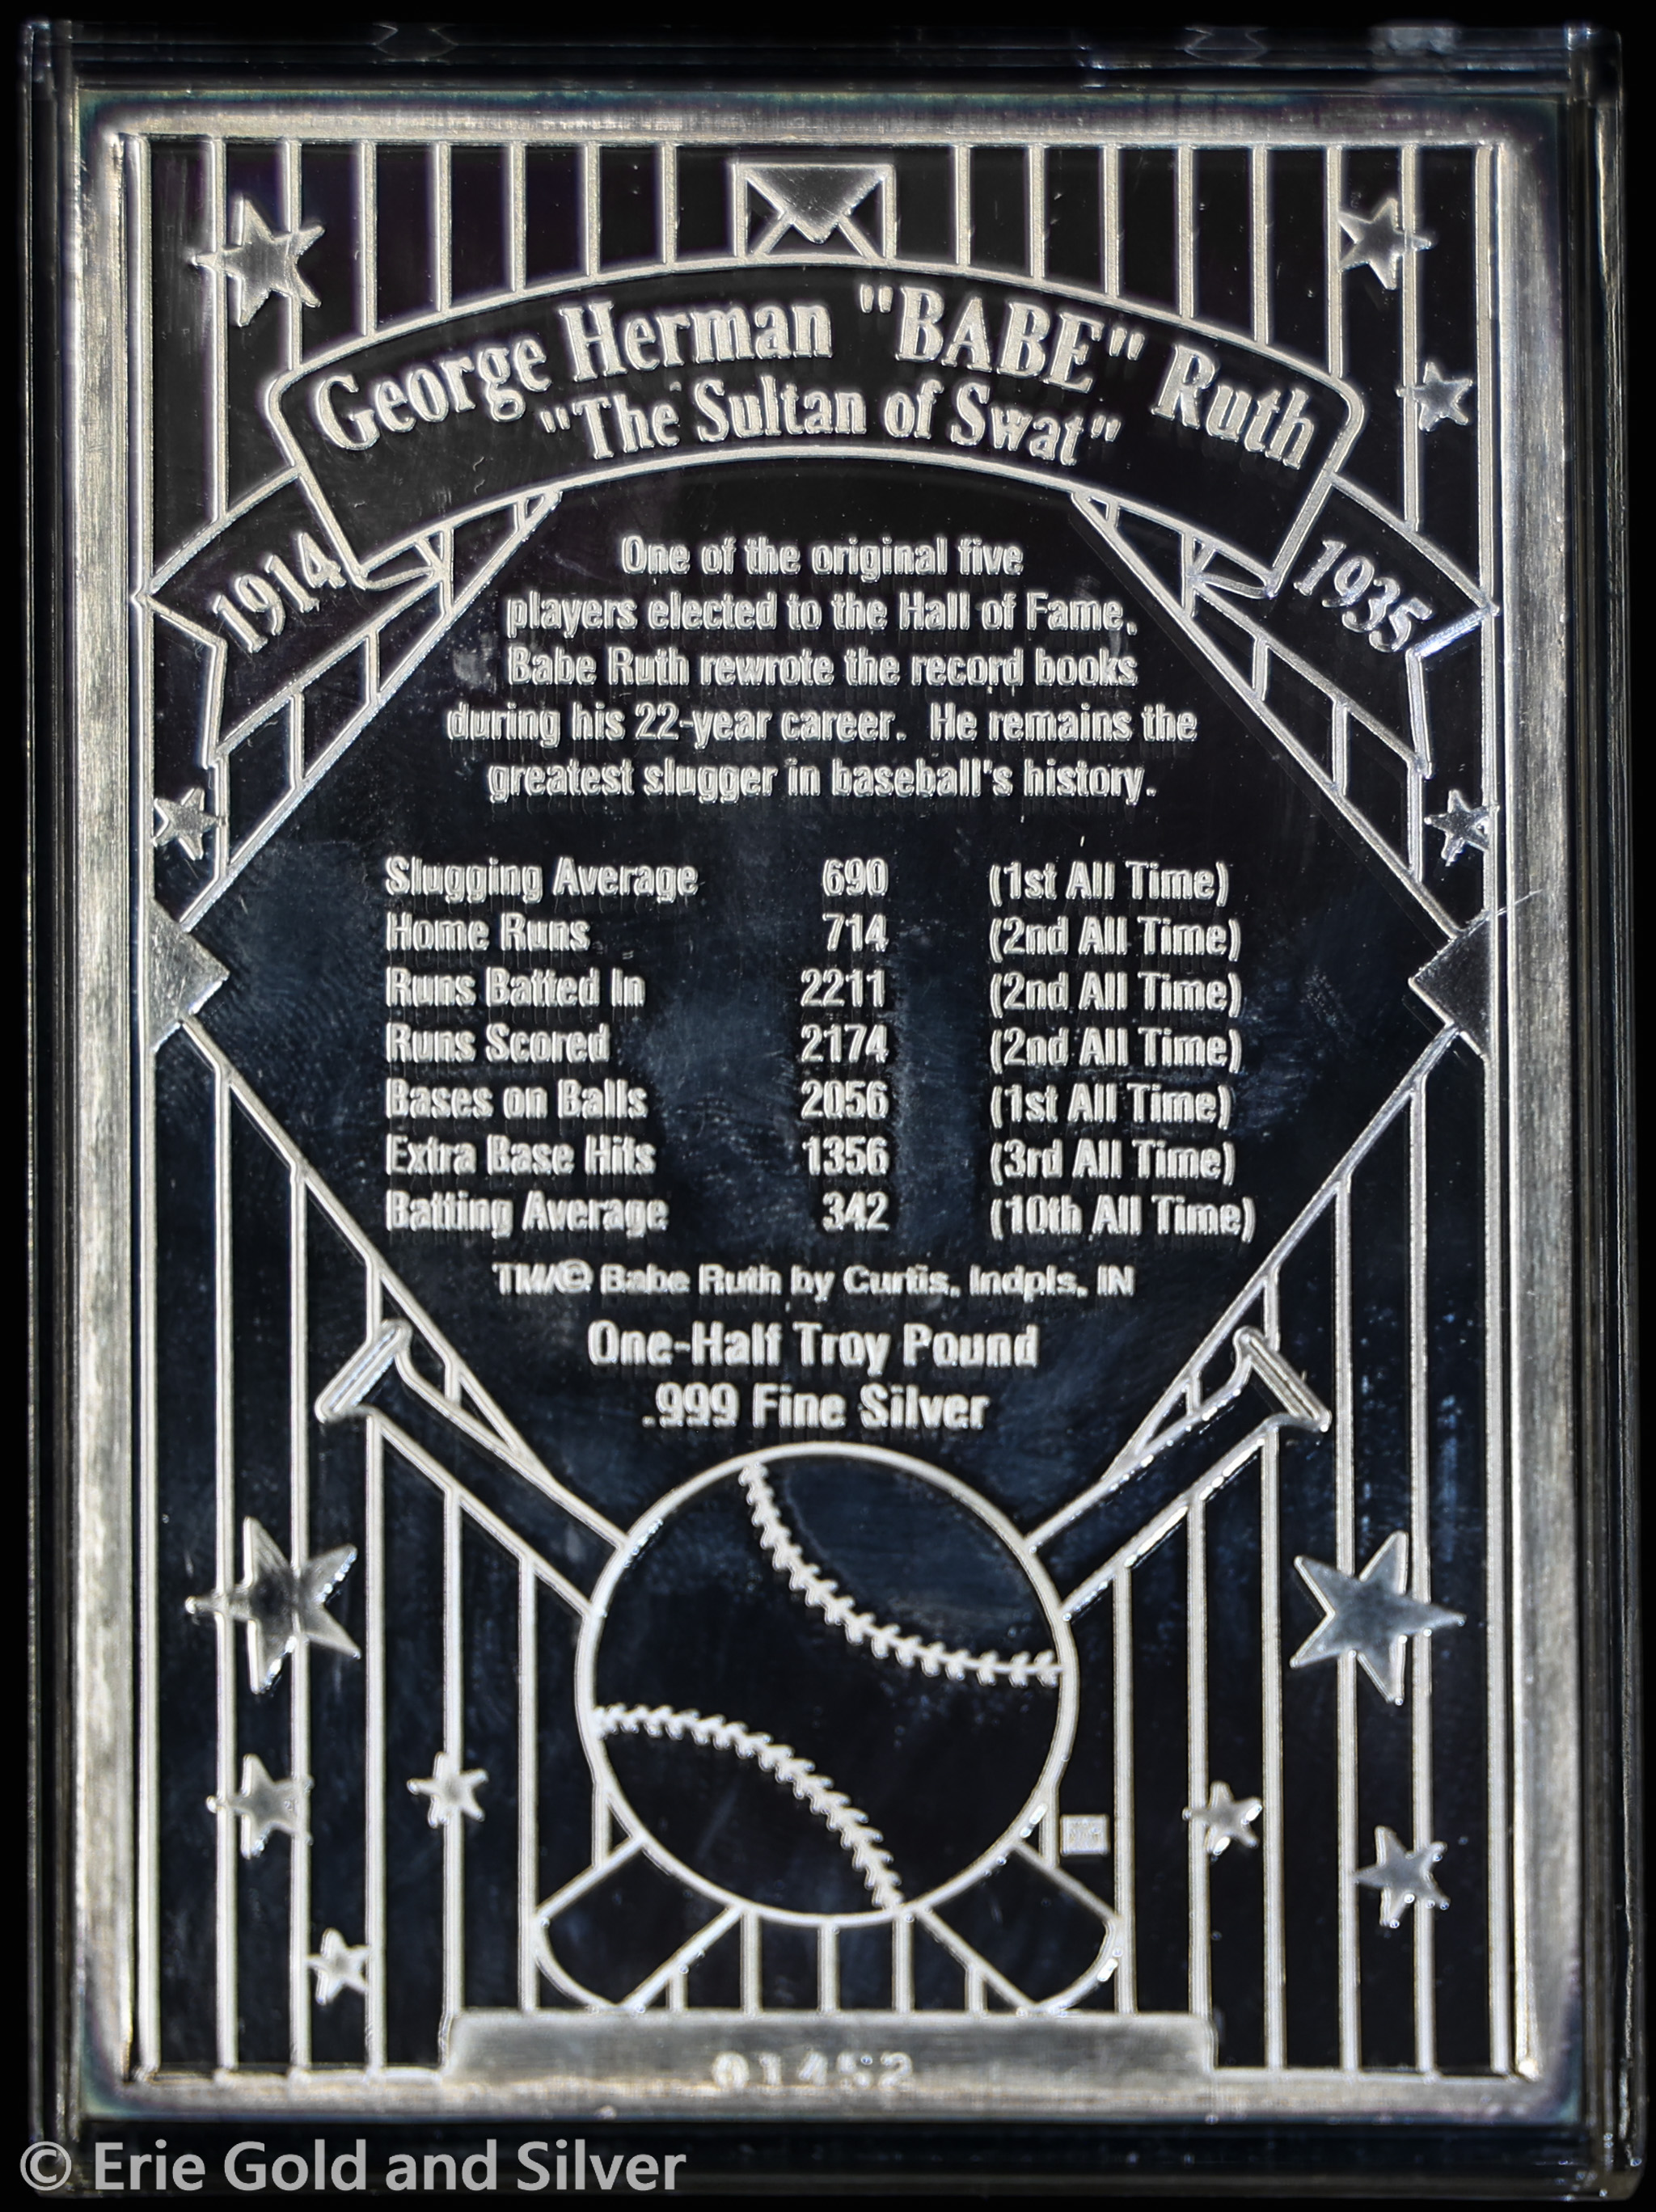 George Herman "BABE" Ruth
"The Sultan of Swat"
1914
1935
One of the original five
players elected to the Hall of Fame,
Babe Ruth rewrote the record books
during his 22-year career. He remains the
greatest slugger in baseball's history.
Slugging Average 690 (1st All Time)
Home Runs 714 (2nd All Time)
Runs Batted In 2211 (2nd All Time)
Runs Scored 2174 (2nd All Time)
Bases on Balls 2056 (1st All Time)
Extra Base Hits 1356 (3rd All Time)
Batting Average 342 (10th All Time)
TM/© Babe Ruth by Curtis, Indpls, IN
One-Half Troy Pound
.999 Fine Silver
01452
© Erie Gold and Silver